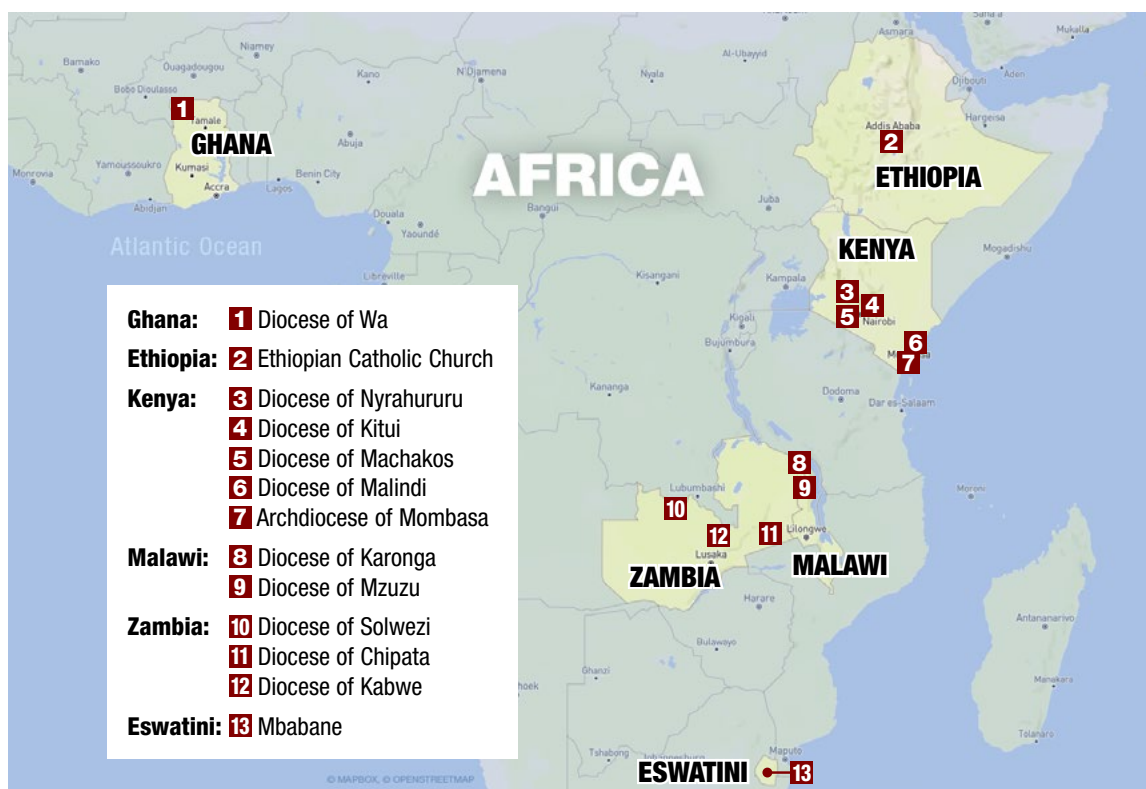 Sana'a
Mukalla
Asmara
Niamey
Bamako
Ouagadougou
Kano
N'Djamena
Nyala
Al-Ubayyid
Djibouti
Aden
Bobo Dioulasso
1
Tamale
GHANA
Abuja
Addis Ababa
2
ETHIOPIA
Hargeisa
AFRICA
Yamoussoukro
Kumasi
Monrovia
Accra
Lagos
Benin City
Abidjan
Douala
Yaoundé
Bangui
Juba
Atlantic Ocean
Libreville
KENYA
Mogadishu
Kisangani
Kampala
3
4
5
Nairobi
Kigali
Bujumbura
6
7
Kananga
Dodoma
Dar es-Salaam
Ghana: 1 Diocese of Wa
Ethiopia: 2 Ethiopian Catholic Church
Kenya: 3 Diocese of Nyrahururu
4 Diocese of Kitui
5 Diocese of Machakos
6 Diocese of Malindi
7 Archdiocese of Mombasa
Malawi: 8 Diocese of Karonga
9 Diocese of Mzuzu
Zambia: 10 Diocese of Solwezi
11 Diocese of Chipata
12 Diocese of Kabwe
Eswatini: 13 Mbabane
8
9
Lubumbashi
10
Moroni
12
11
Lilongwe
Lusaka
ZAMBIA
MALAWI
Harare
Antananarivo
Bulawayo
Ghanzi
Manakara
Tolanaro
Tshabong
Johannesburg
Maputo
ESWATINI
13
© MAPBOX, © OPENSTREETMAP